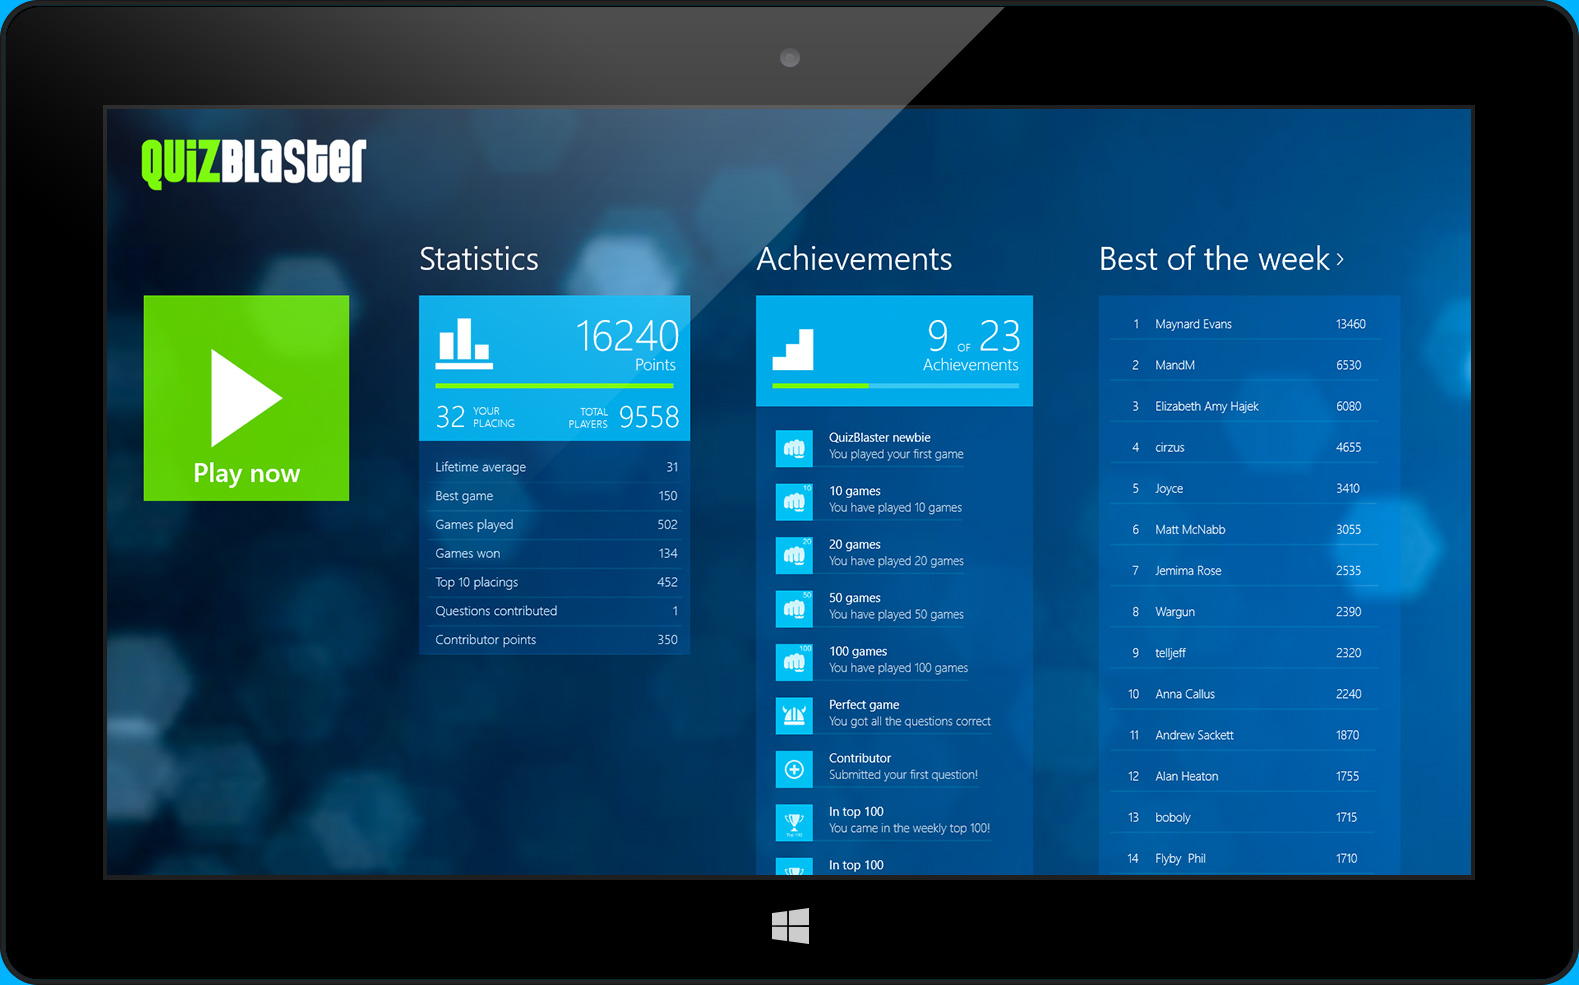 QUIZBLASTER
Play now
Statistics
16240
Points
32 YOUR PLACING
TOTAL PLAYERS 9558
Lifetime average 31
Best game 150
Games played 502
Games won 134
Top 10 placings 452
Questions contributed 1
Contributor points 350
Achievements
9 OF 23
Achievements
QuizBlaster newbie
You played your first game
10
10 games
You have played 10 games
20
20 games
You have played 20 games
50
50 games
You have played 50 games
100
100 games
You have played 100 games
Perfect game
You got all the questions correct
Contributor
Submitted your first question!
In top 100
You came in the weekly top 100!
Top 100
In top 100
Best of the week ›
1 Maynard Evans 13460
2 MandM 6530
3 Elizabeth Amy Hajek 6080
4 cirzus 4655
5 Joyce 3410
6 Matt McNabb 3055
7 Jemima Rose 2535
8 Wargun 2390
9 telljeff 2320
10 Anna Callus 2240
11 Andrew Sackett 1870
12 Alan Heaton 1755
13 boboly 1715
14 Flyby Phil 1710